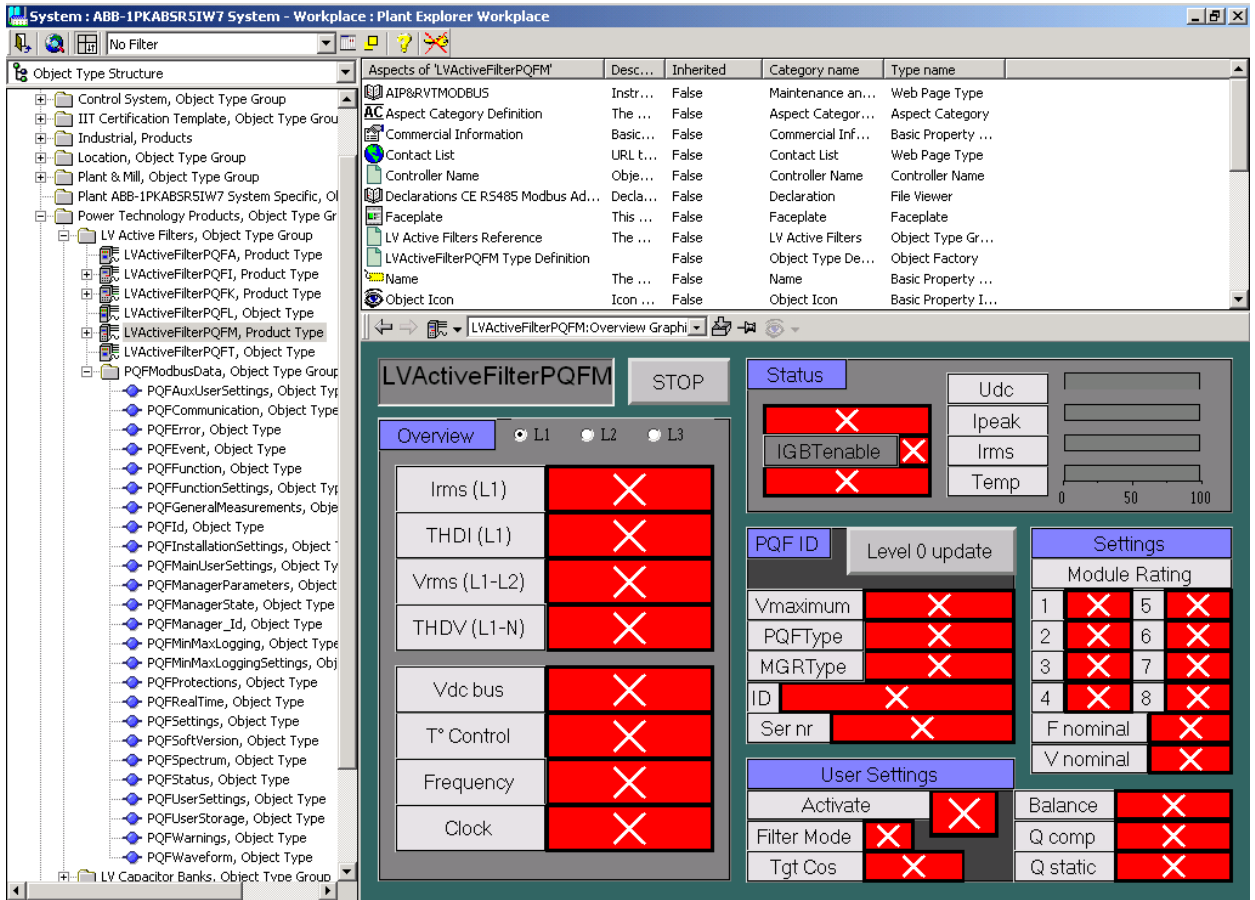 System : ABB-1PKABSR5IW7 System - Workplace : Plant Explorer Workplace
No Filter
Object Type Structure
Control System, Object Type Group
IIT Certification Template, Object Type Grou
Industrial, Products
Location, Object Type Group
Plant & Mill, Object Type Group
Plant ABB-1PKABSR5IW7 System Specific, Ol
Power Technology Products, Object Type Gr
LV Active Filters, Object Type Group
LVActiveFilterPQFA, Product Type
LVActiveFilterPQFI, Product Type
LVActiveFilterPQFK, Product Type
LVActiveFilterPQFL, Object Type
LVActiveFilterPQFM, Product Type
LVActiveFilterPQFT, Object Type
PQFModbusData, Object Type Group
PQFAuxUserSettings, Object Typ
PQFCommunication, Object Type
PQFError, Object Type
PQFEvent, Object Type
PQFFunction, Object Type
PQFFunctionSettings, Object Typ
PQFGeneralMeasurements, Obje
PQFId, Object Type
PQFInstallationSettings, Object
PQFMainUserSettings, Object Ty
PQFManagerParameters, Object
PQFManagerState, Object Type
PQFManager_Id, Object Type
PQFMinMaxLogging, Object Type
PQFMinMaxLoggingSettings, Obj
PQFProtections, Object Type
PQFRealTime, Object Type
PQFSettings, Object Type
PQFSoftVersion, Object Type
PQFSpectrum, Object Type
PQFStatus, Object Type
PQFUserSettings, Object Type
PQFUserStorage, Object Type
PQFWarnings, Object Type
PQFWaveform, Object Type
LV Capacitor Banks, Object Type Group
Aspects of 'LVActiveFilterPQFM' Desc... Inherited Category name Type name
AIP&RVTMODBUS Instr... False Maintenance an... Web Page Type
AC Aspect Category Definition The ... False Aspect Categor... Aspect Category
Commercial Information Basic... False Commercial Inf... Basic Property ...
Contact List URL t... False Contact List Web Page Type
Controller Name Obje... False Controller Name Controller Name
Declarations CE RS485 Modbus Ad... Decla... False Declaration File Viewer
Faceplate This ... False Faceplate Faceplate
LV Active Filters Reference The ... False LV Active Filters Object Type Gr...
LVActiveFilterPQFM Type Definition False Object Type De... Object Factory
Name The ... False Name Basic Property ...
Object Icon Icon ... False Object Icon Basic Property I...
LVActiveFilterPQFM:Overview Graphi
LVActiveFilterPQFM STOP
Overview L1 L2 L3
Irms (L1)
THDI (L1)
Vrms (L1-L2)
THDV (L1-N)
Vdc bus
T° Control
Frequency
Clock
Status
IGBTenable
Udc
Ipeak
Irms
Temp
0 50 100
PQF ID Level 0 update
Vmaximum
PQFType
MGRType
ID
Ser nr
Settings
Module Rating
1 5
2 6
3 7
4 8
F nominal
V nominal
User Settings
Activate
Filter Mode
Tgt Cos
Balance
Q comp
Q static